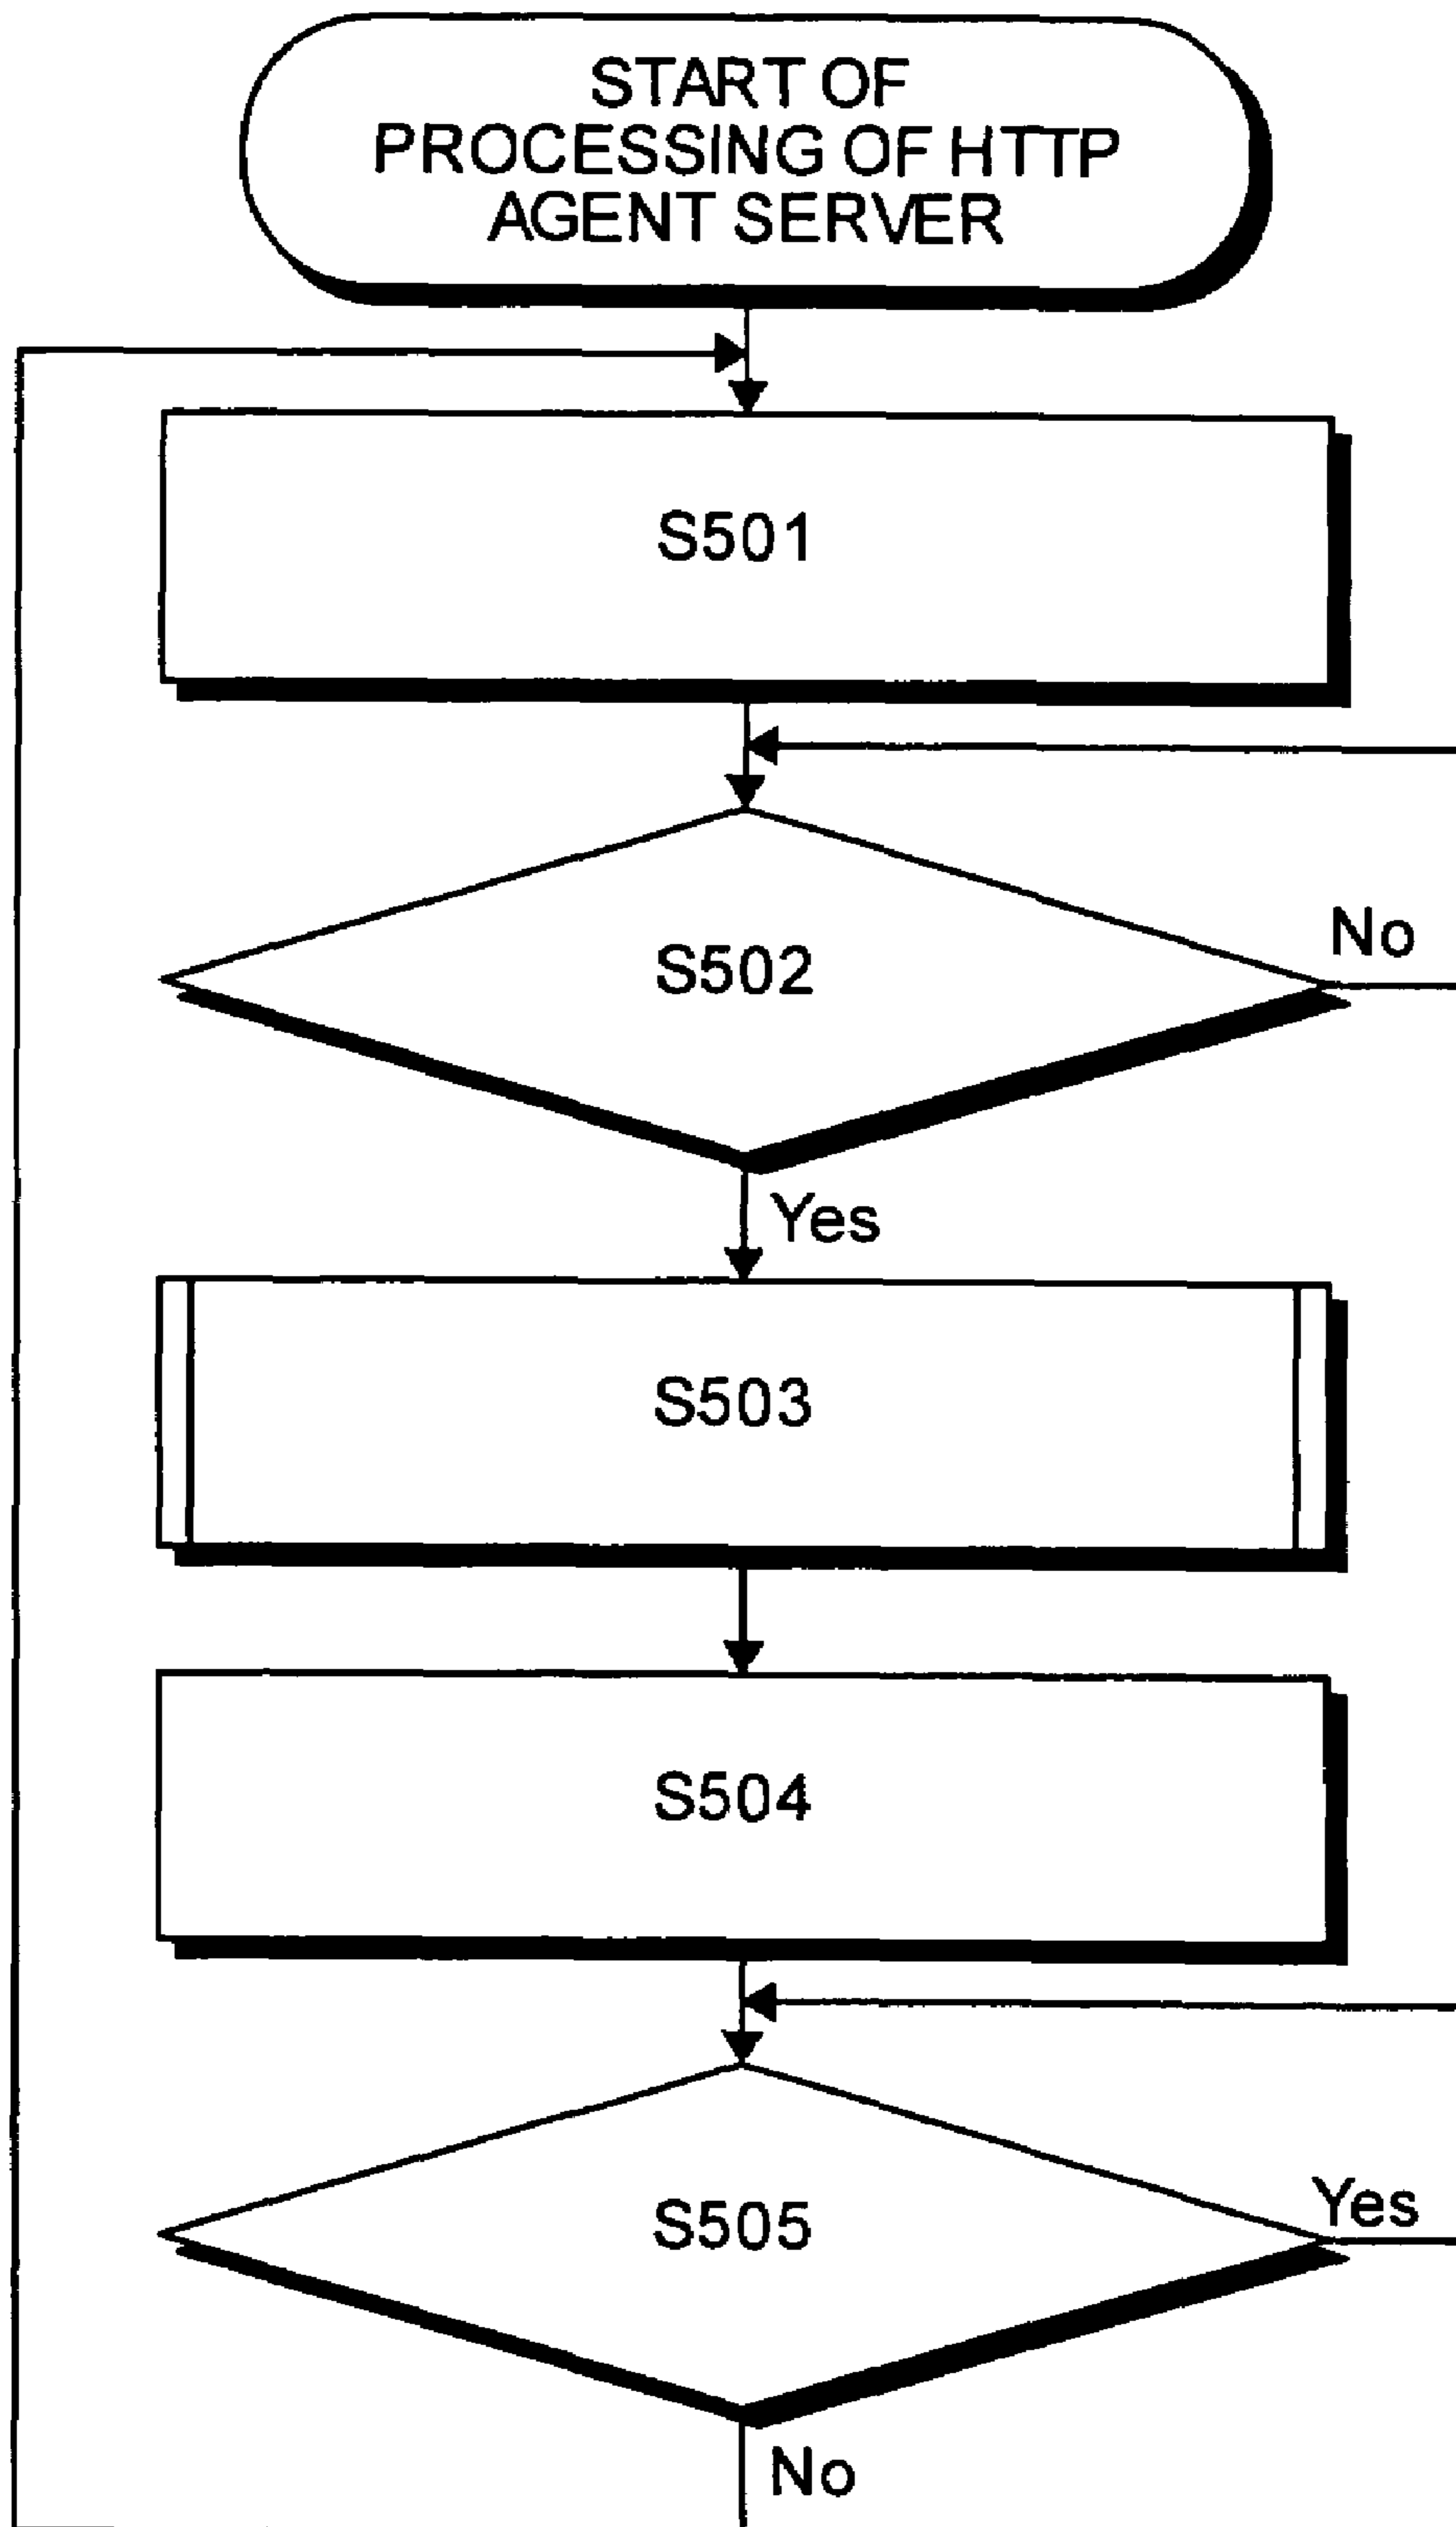 START OF
PROCESSING OF HTTP
AGENT SERVER
S501
S502
No
Yes
S503
S504
S505
Yes
No